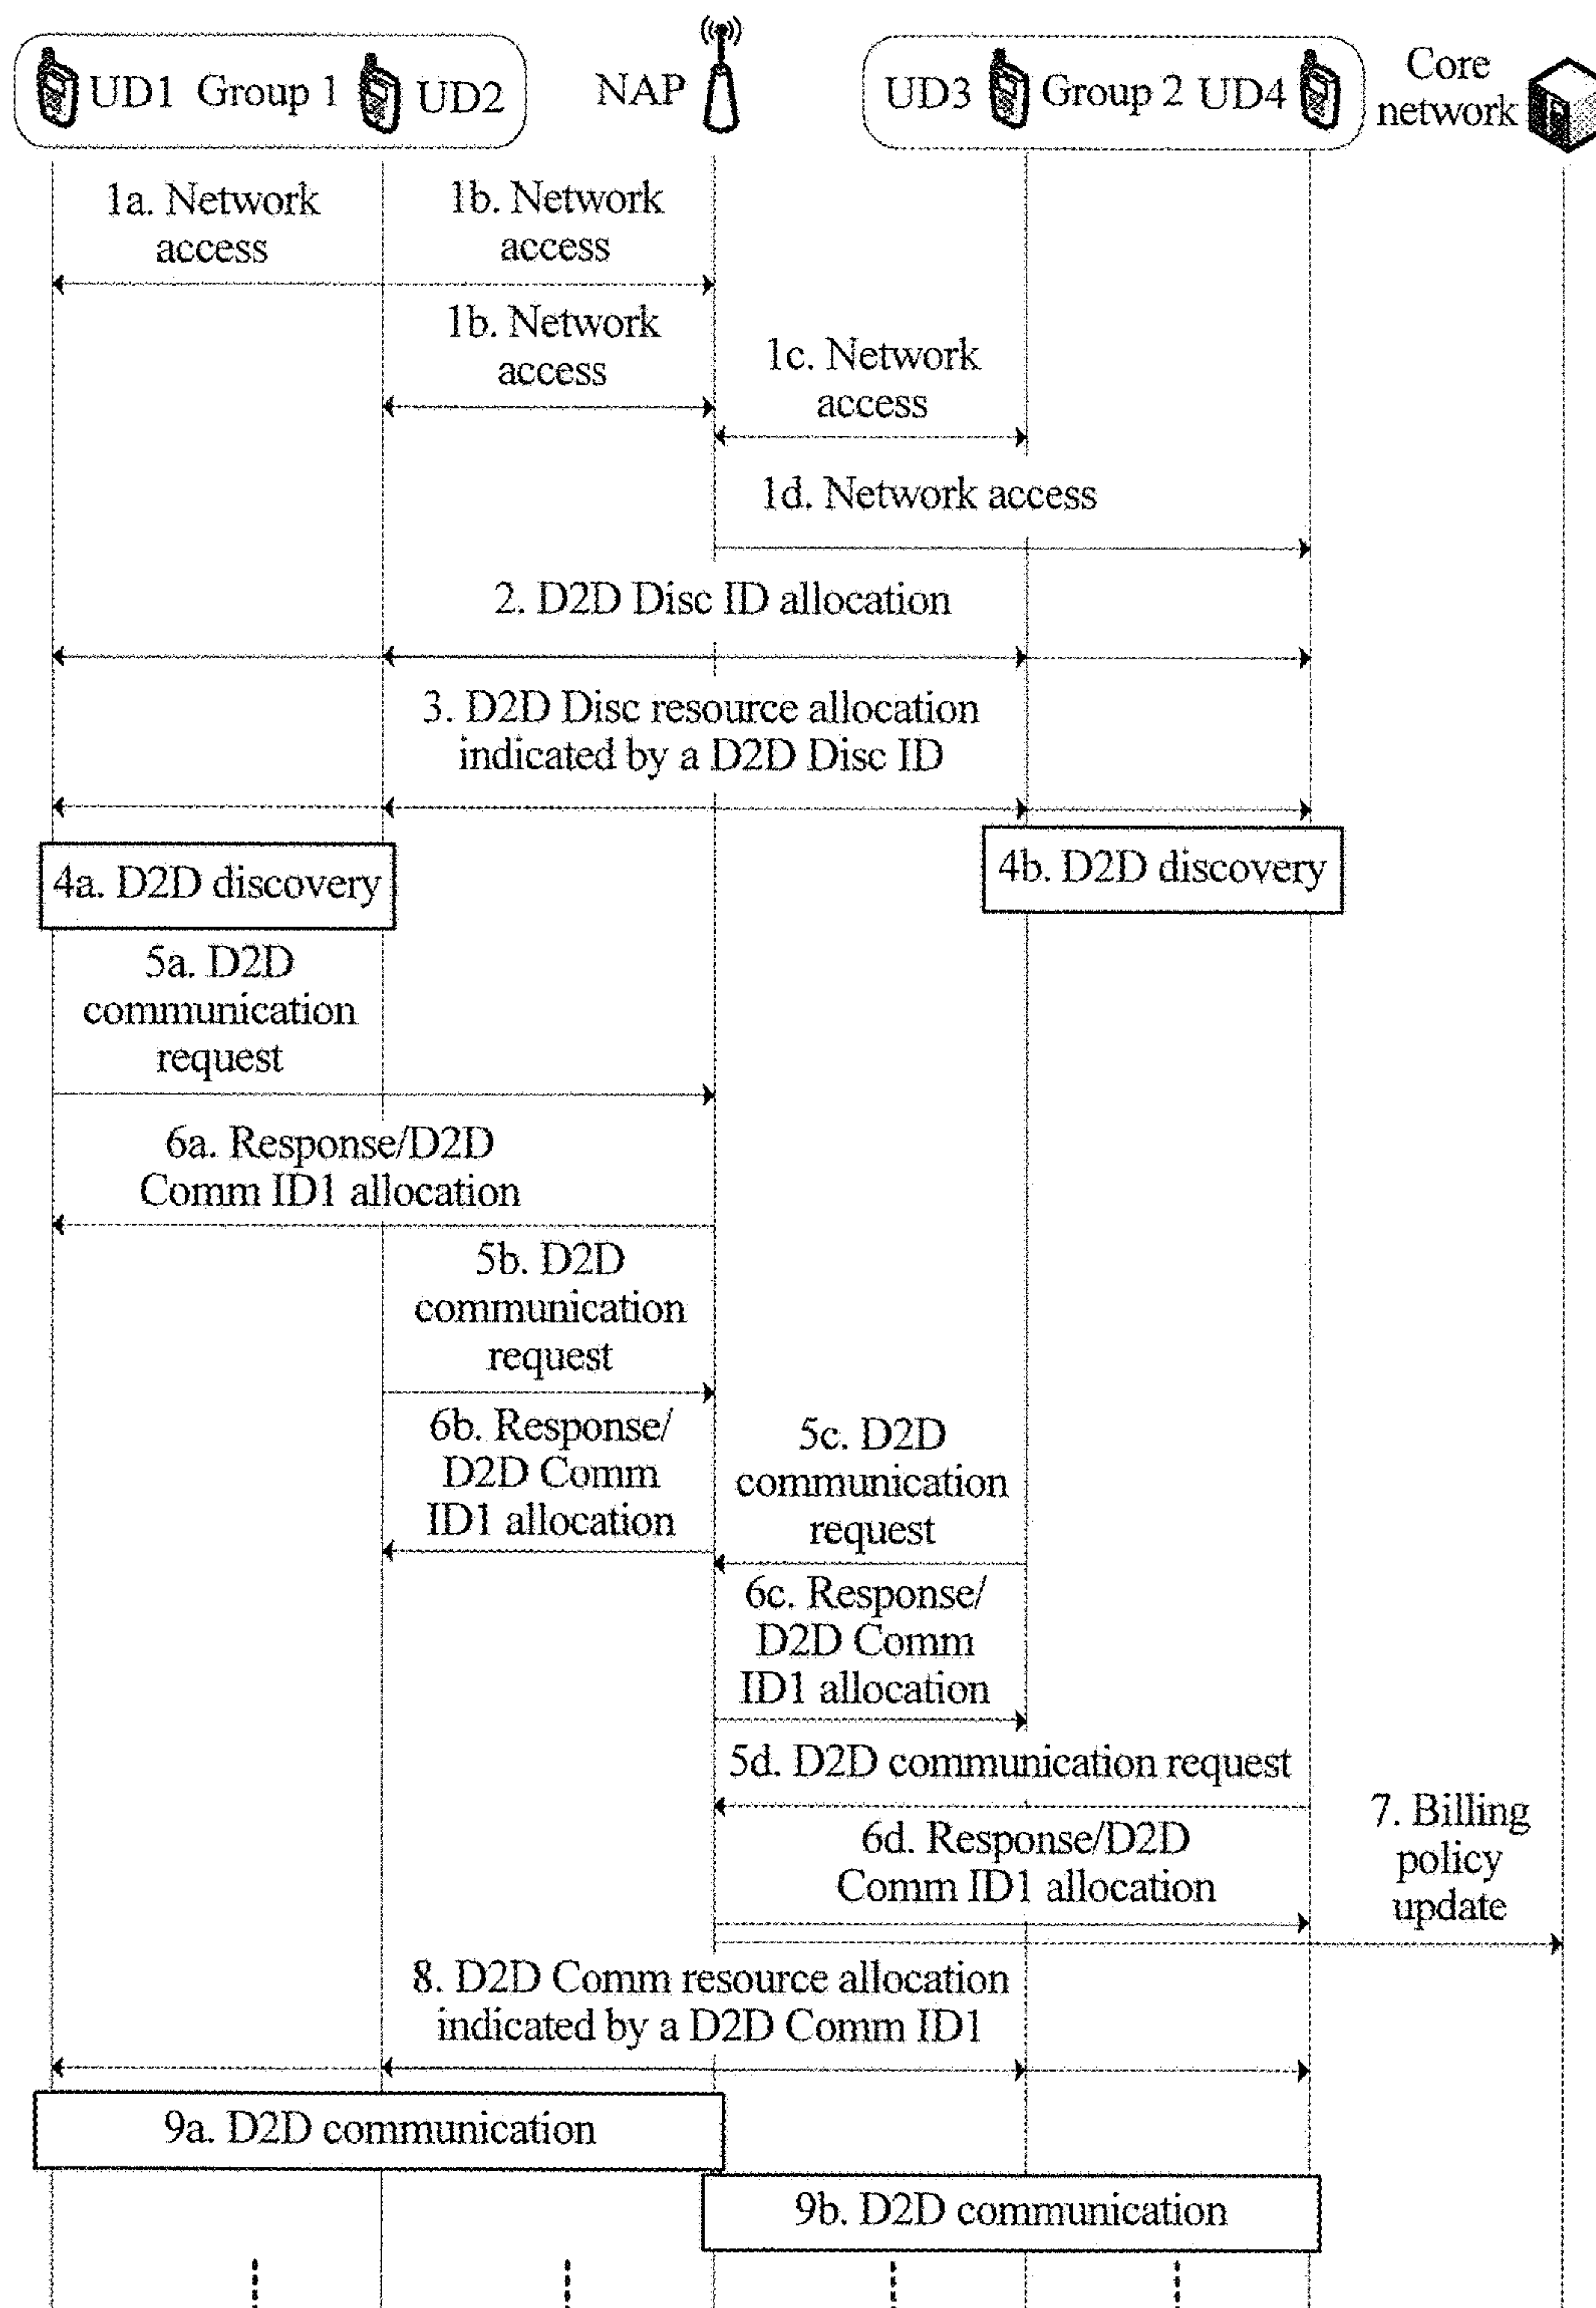 UD1 Group 1 UD2
NAP
UD3 Group 2 UD4
Core
network
1a. Network
access
1b. Network
access
1b. Network
access
1c. Network
access
1d. Network access
2. D2D Disc ID allocation
3. D2D Disc resource allocation
indicated by a D2D Disc ID
4a. D2D discovery
4b. D2D discovery
5a. D2D
communication
request
6a. Response/D2D
Comm ID1 allocation
5b. D2D
communication
request
6b. Response/
D2D Comm
ID1 allocation
5c. D2D
communication
request
6c. Response/
D2D Comm
ID1 allocation
5d. D2D communication request
6d. Response/D2D
Comm ID1 allocation
7. Billing
policy
update
8. D2D Comm resource allocation
indicated by a D2D Comm ID1
9a. D2D communication
9b. D2D communication